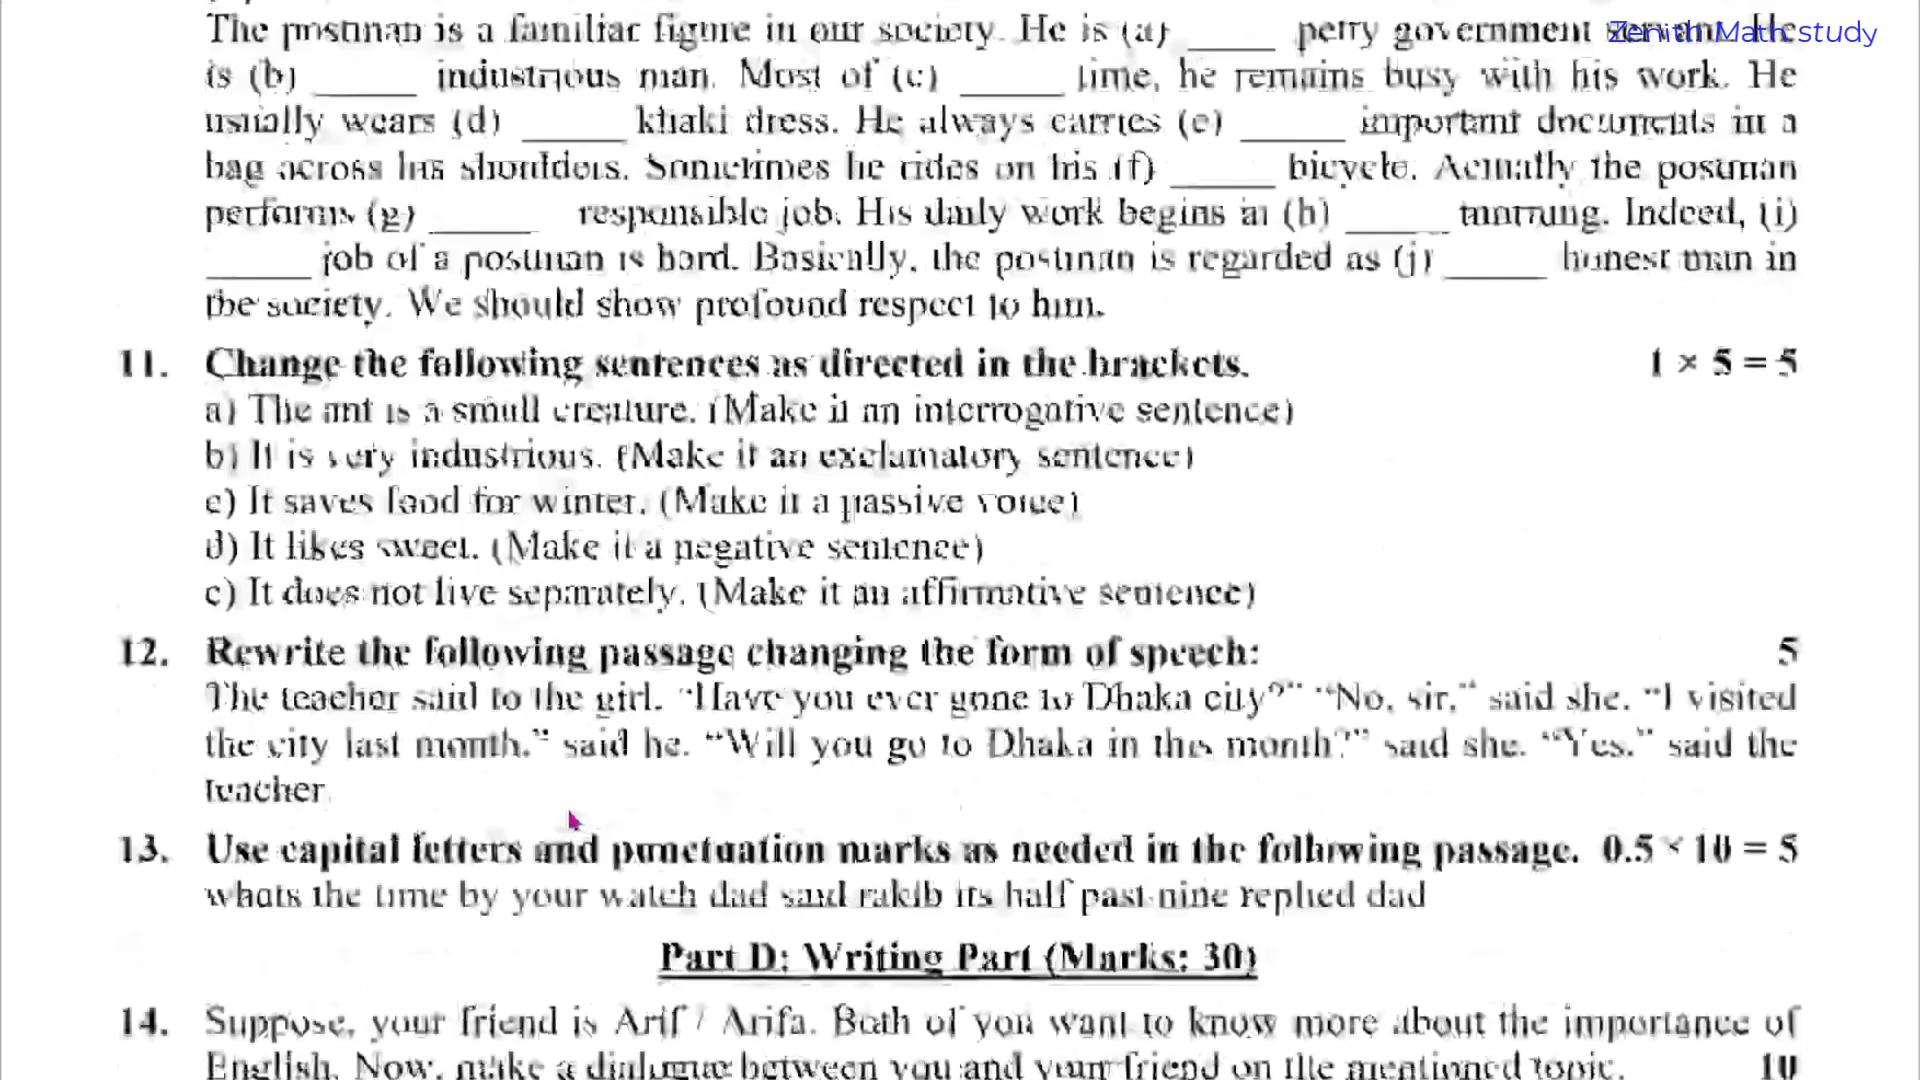 The postman is a familiar figure in our society. He is (a) _____ petty government servant. He
Zenith Math study
is (b) _____ industrious man. Most of (c) _____ time, he remains busy with his work. He
usually wears (d) _____ khaki dress. He always carries (e) _____ important documents in a
bag across his shoulders. Sometimes he rides on his (f) _____ bicycle. Actually the postman
performs (g) _____ responsible job. His daily work begins in (h) _____ morning. Indeed, (i)
_____ job of a postman is hard. Basically, the postman is regarded as (j) _____ honest man in
the society. We should show profound respect to him.
11. Change the following sentences as directed in the brackets. 1 × 5 = 5
a) The ant is a small creature. (Make it an interrogative sentence)
b) It is very industrious. (Make it an exclamatory sentence)
c) It saves food for winter. (Make it a passive voice)
d) It likes sweet. (Make it a negative sentence)
e) It does not live separately. (Make it an affirmative sentence)
12. Rewrite the following passage changing the form of speech: 5
The teacher said to the girl. "Have you ever gone to Dhaka city?" "No, sir," said she. "I visited
the city last month." said he. "Will you go to Dhaka in this month?" said she. "Yes." said the
teacher.
13. Use capital letters and punctuation marks as needed in the following passage. 0.5 × 10 = 5
whats the time by your watch dad said rakib its half past nine replied dad
Part D: Writing Part (Marks: 30)
14. Suppose, your friend is Arif / Arifa. Both of you want to know more about the importance of
English. Now, make a dialogue between you and your friend on the mentioned topic. 10